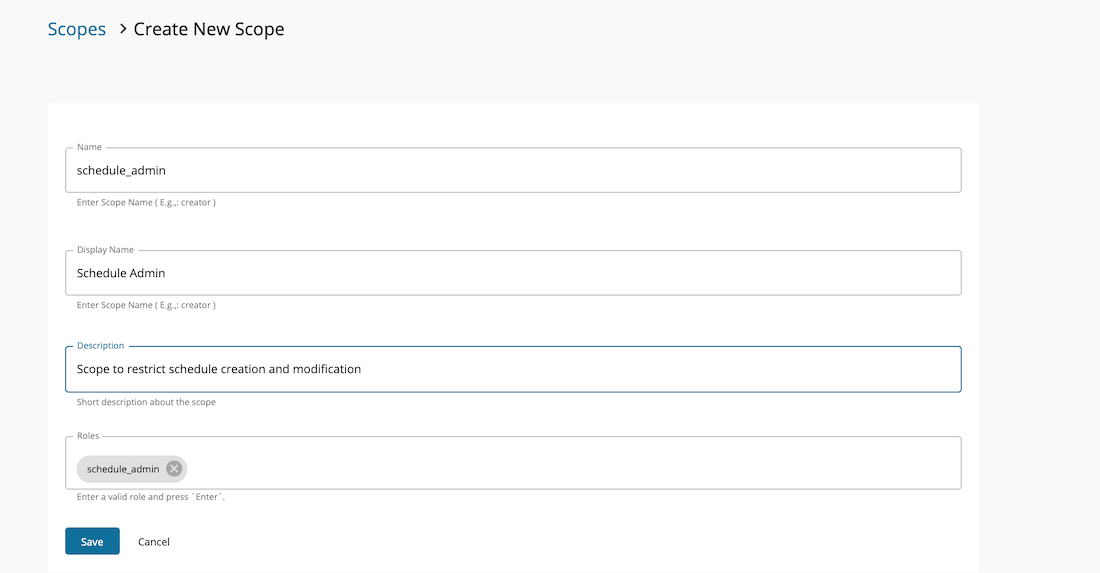 Scopes > Create New Scope
Name
schedule_admin
Enter Scope Name ( E.g.,: creator )
Display Name
Schedule Admin
Enter Scope Name ( E.g.,: creator )
Description
Scope to restrict schedule creation and modification
Short description about the scope
Roles
schedule_admin
Enter a valid role and press `Enter`.
Save Cancel